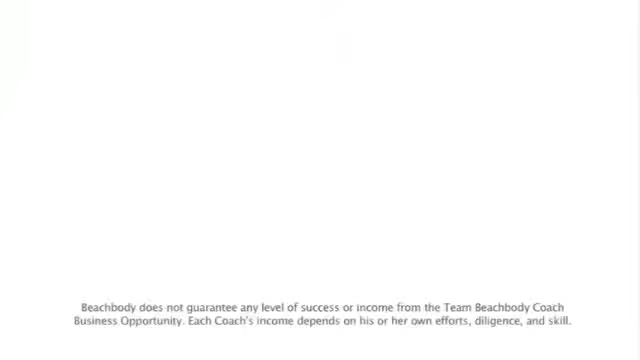 Beachbody does not guarantee any level of success or income from the Team Beachbody Coach
Business Opportunity. Each Coach's income depends on his or her own efforts, diligence, and skill.